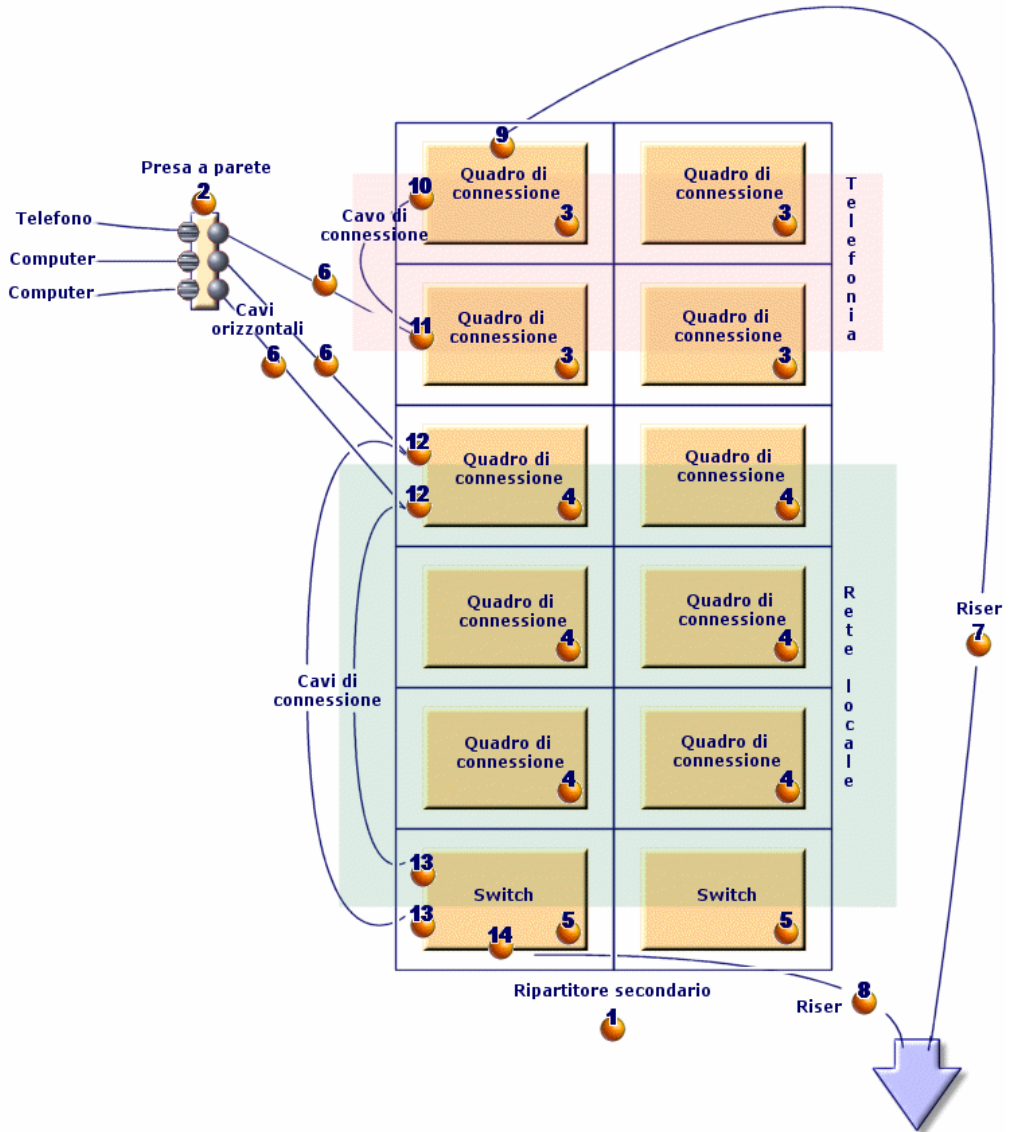 9
Presa a parete
2
Quadro di
connessione
3
Quadro di
connessione
3
T
e
l
e
f
o
n
i
a
10
Cavo di
connessione
Telefono
Computer
Computer
6
Cavi
orizzontali
6
6
11
Quadro di
connessione
3
Quadro di
connessione
3
12
12
Quadro di
connessione
4
Quadro di
connessione
4
Quadro di
connessione
4
Quadro di
connessione
4
R
e
t
e
l
o
c
a
l
e
Riser
7
Cavi di
connessione
Quadro di
connessione
4
Quadro di
connessione
4
13
13
Switch
5
14
Switch
5
Ripartitore secondario
1
Riser
8